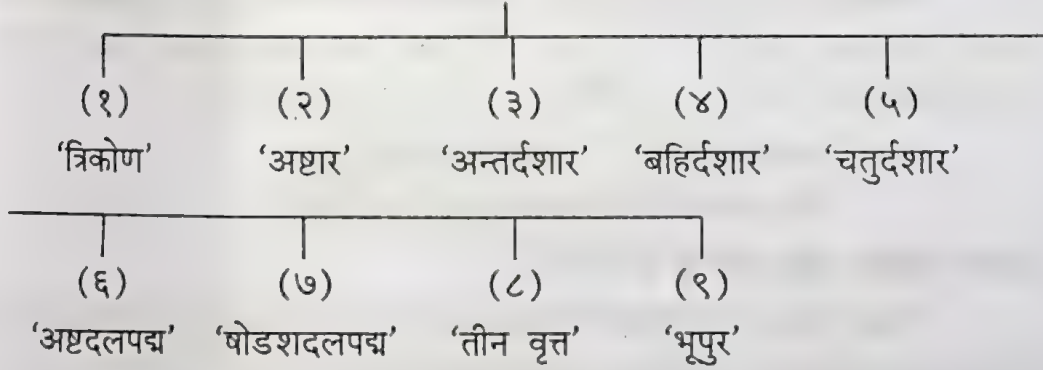 (१) (२) (३) (४) (५)
‘त्रिकोण’ ‘अष्टार’ ‘अन्तर्दशार’ ‘बहिर्दशार’ ‘चतुर्दशार’
(६) (७) (८) (९)
‘अष्टदलपद्म’ ‘षोडशदलपद्म’ ‘तीन वृत्त’ ‘भूपुर’